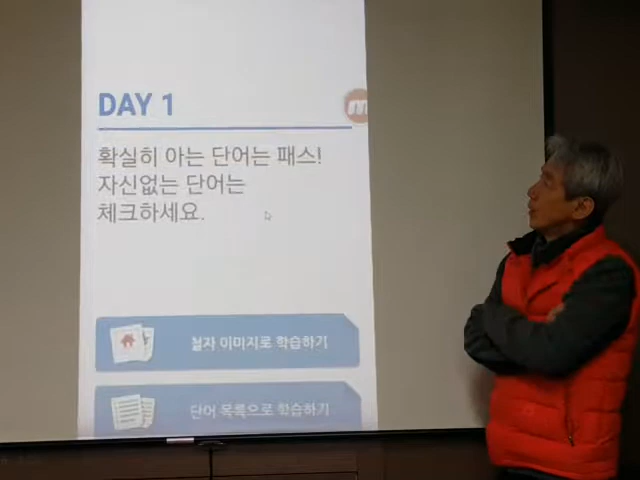 DAY 1
확실히 아는 단어는 패스!
자신없는 단어는
체크하세요.
철자 이미지로 학습하기
단어 목록으로 학습하기